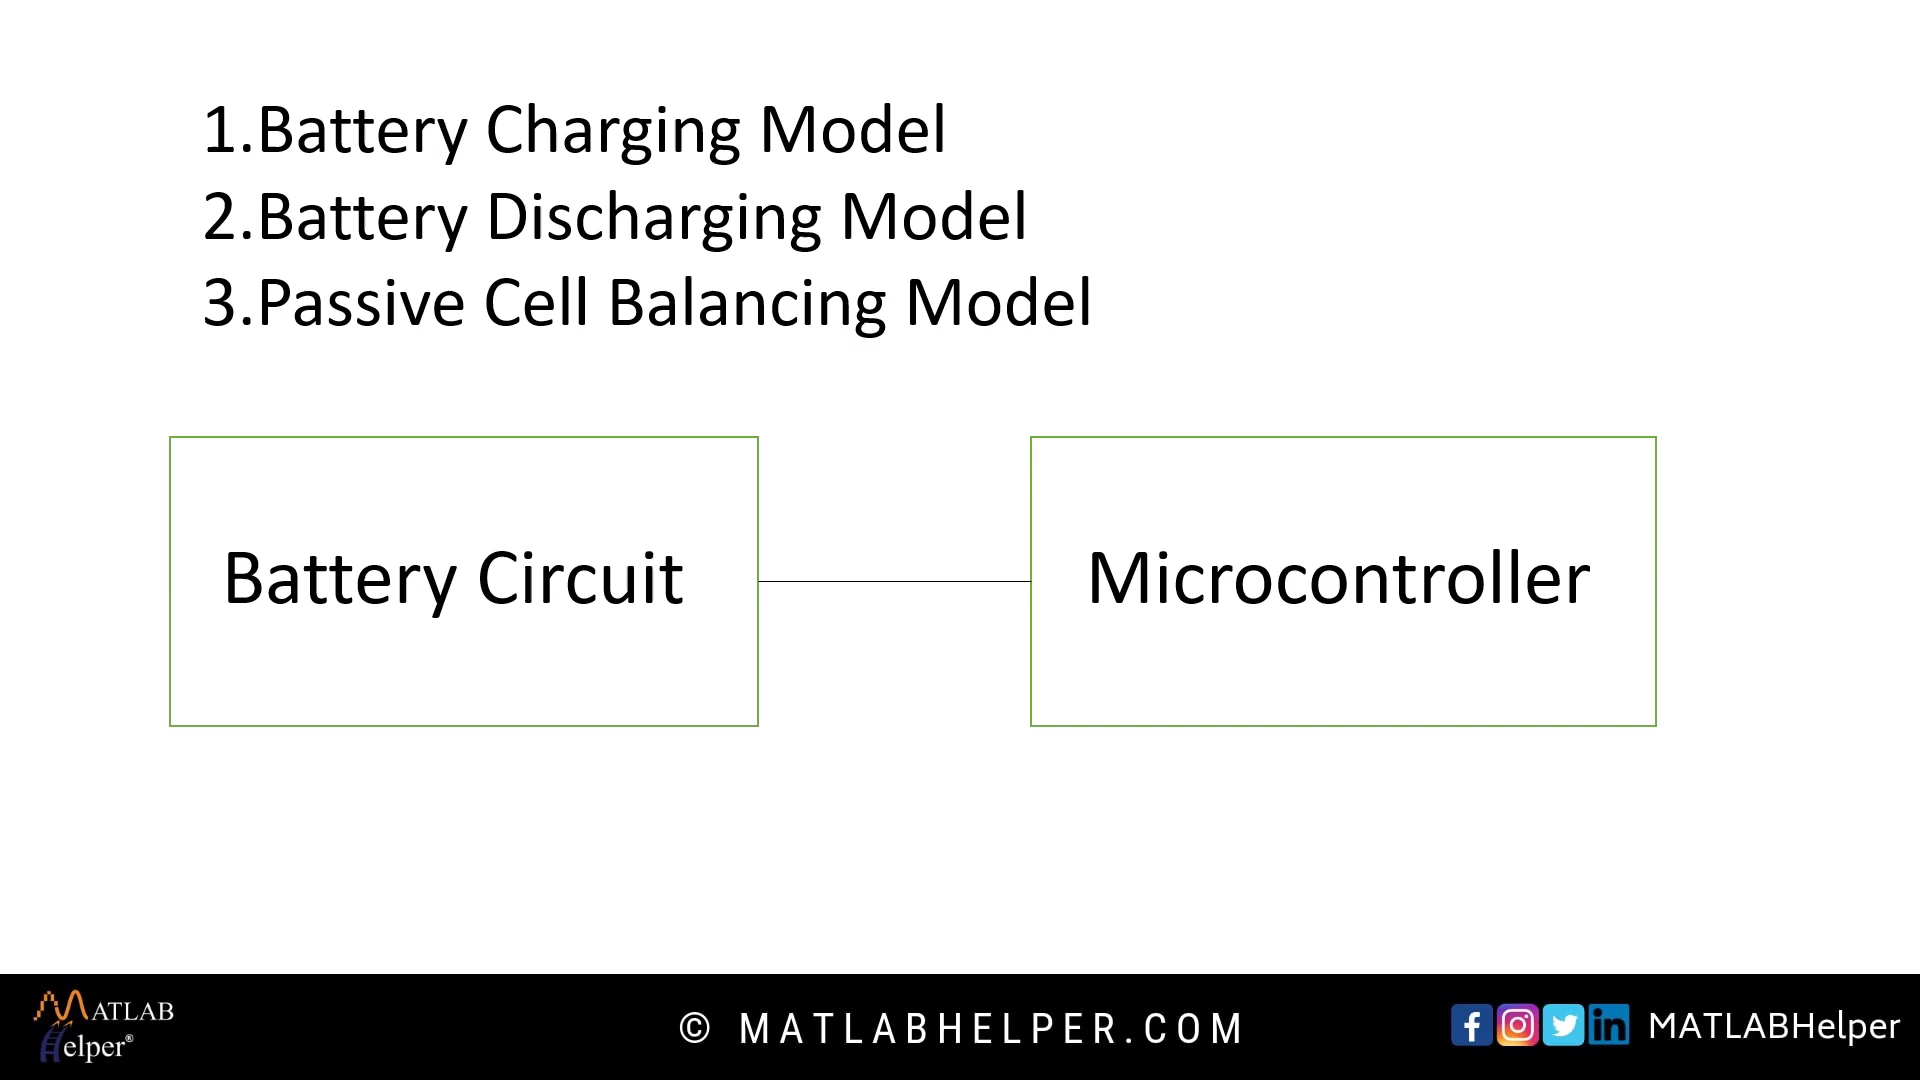 1.Battery Charging Model
2.Battery Discharging Model
3.Passive Cell Balancing Model
Battery Circuit
Microcontroller
MATLAB
Helper®
© MATLABHELPER.COM
MATLABHelper